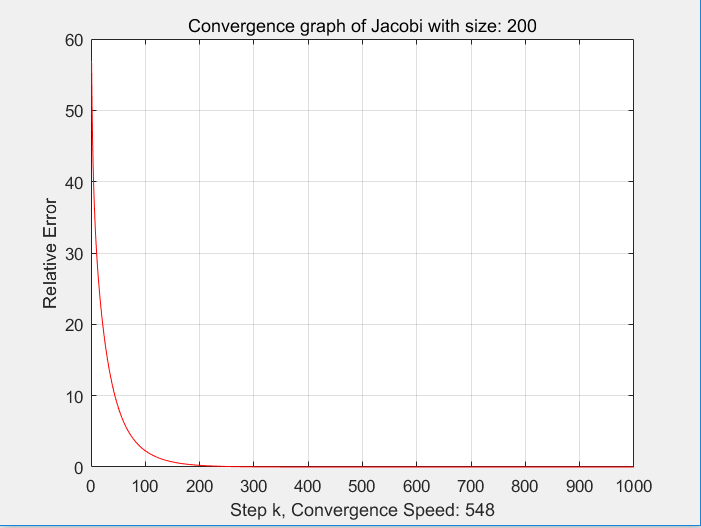 Convergence graph of Jacobi with size: 200
60
50
40
30
20
10
0
Relative Error
0 100 200 300 400 500 600 700 800 900 1000
Step k, Convergence Speed: 548